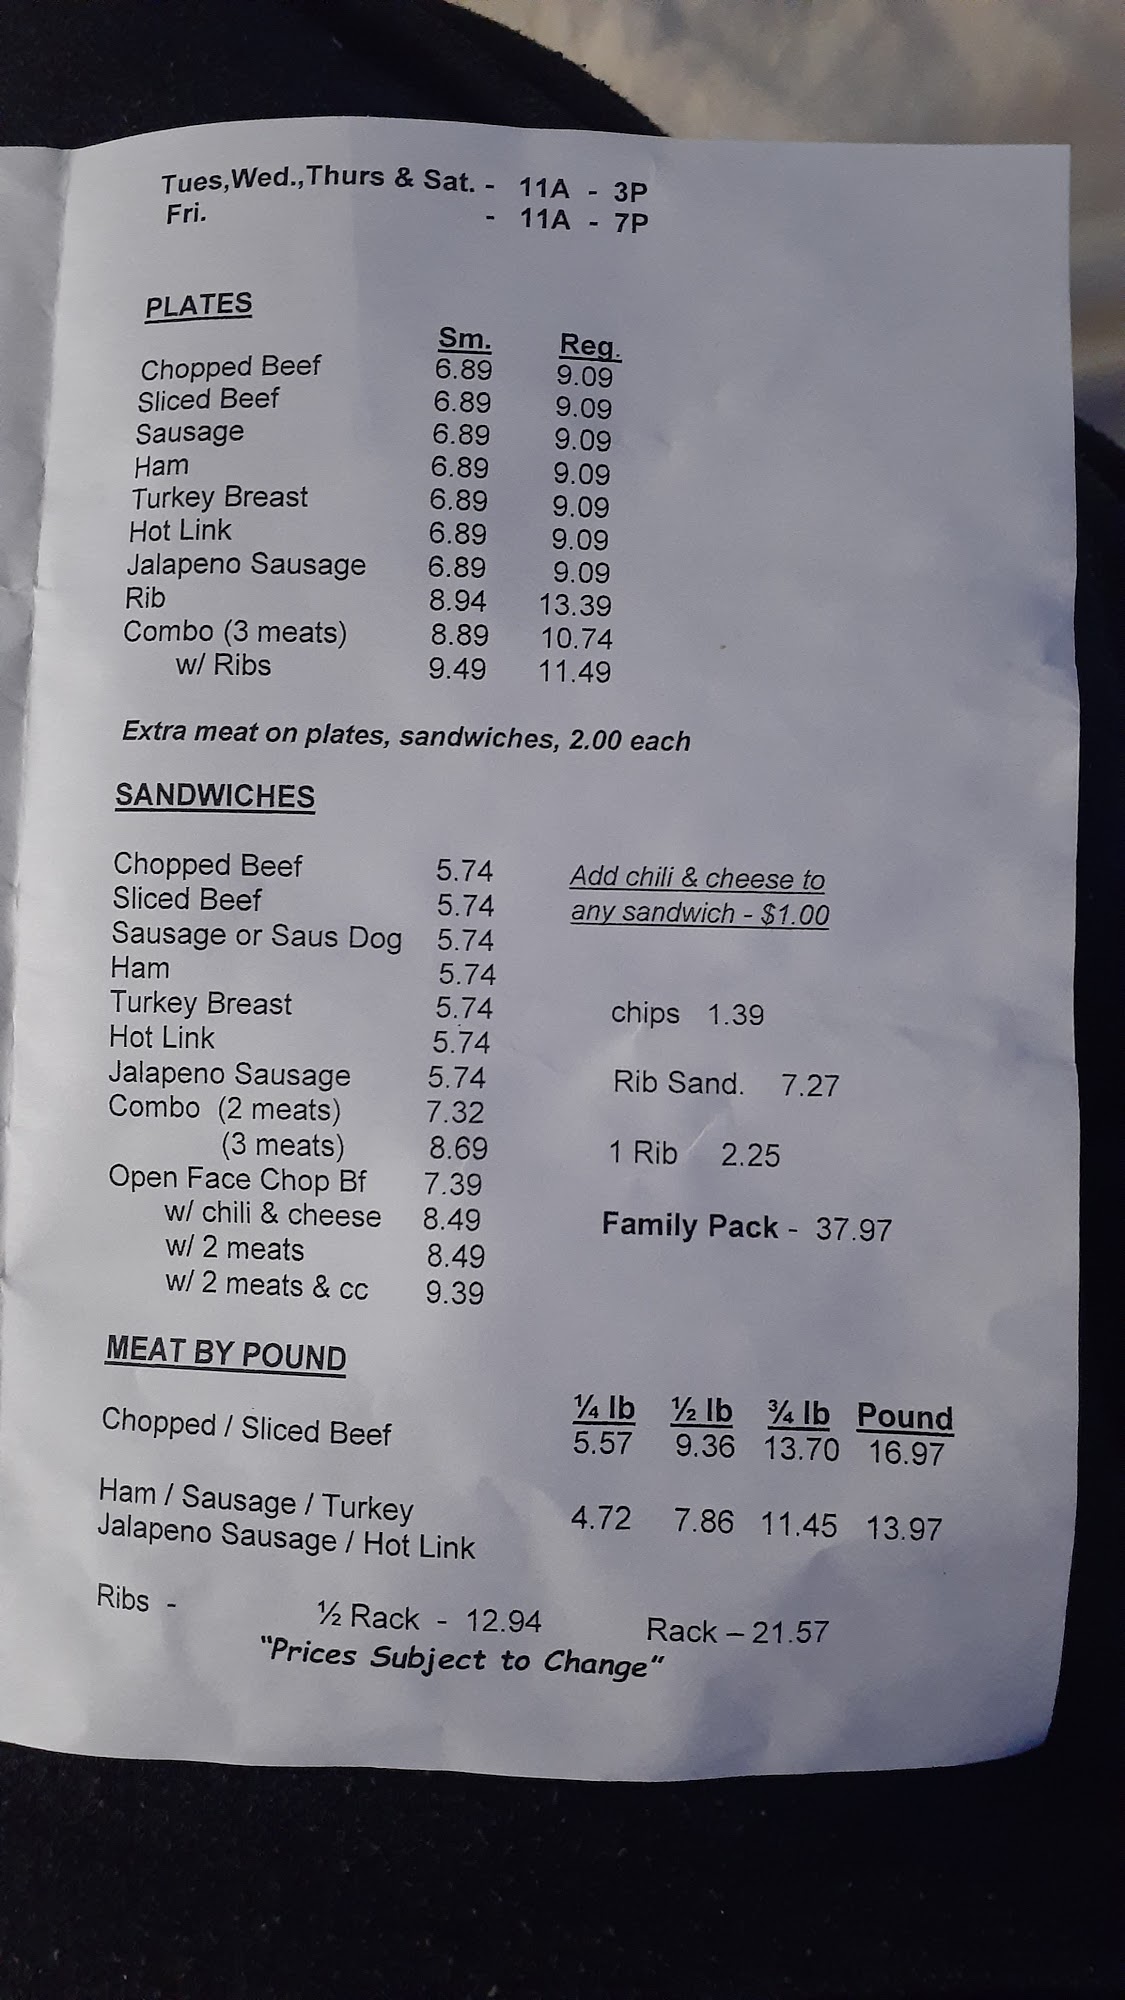 Tues,Wed.,Thurs & Sat. - 11A - 3P
Fri. - 11A - 7P
PLATES
Sm. Reg.
Chopped Beef 6.89 9.09
Sliced Beef 6.89 9.09
Sausage 6.89 9.09
Ham 6.89 9.09
Turkey Breast 6.89 9.09
Hot Link 6.89 9.09
Jalapeno Sausage 6.89 9.09
Rib 8.94 13.39
Combo (3 meats) 8.89 10.74
w/ Ribs 9.49 11.49
Extra meat on plates, sandwiches, 2.00 each
SANDWICHES
Chopped Beef 5.74 Add chili & cheese to
Sliced Beef 5.74 any sandwich - $1.00
Sausage or Saus Dog 5.74
Ham 5.74
Turkey Breast 5.74 chips 1.39
Hot Link 5.74
Jalapeno Sausage 5.74 Rib Sand. 7.27
Combo (2 meats) 7.32
(3 meats) 8.69 1 Rib 2.25
Open Face Chop Bf 7.39
w/ chili & cheese 8.49 Family Pack - 37.97
w/ 2 meats 8.49
w/ 2 meats & cc 9.39
MEAT BY POUND
¼ lb ½ lb ¾ lb Pound
Chopped / Sliced Beef 5.57 9.36 13.70 16.97
Ham / Sausage / Turkey 4.72 7.86 11.45 13.97
Jalapeno Sausage / Hot Link
Ribs - ½ Rack - 12.94 Rack – 21.57
"Prices Subject to Change"